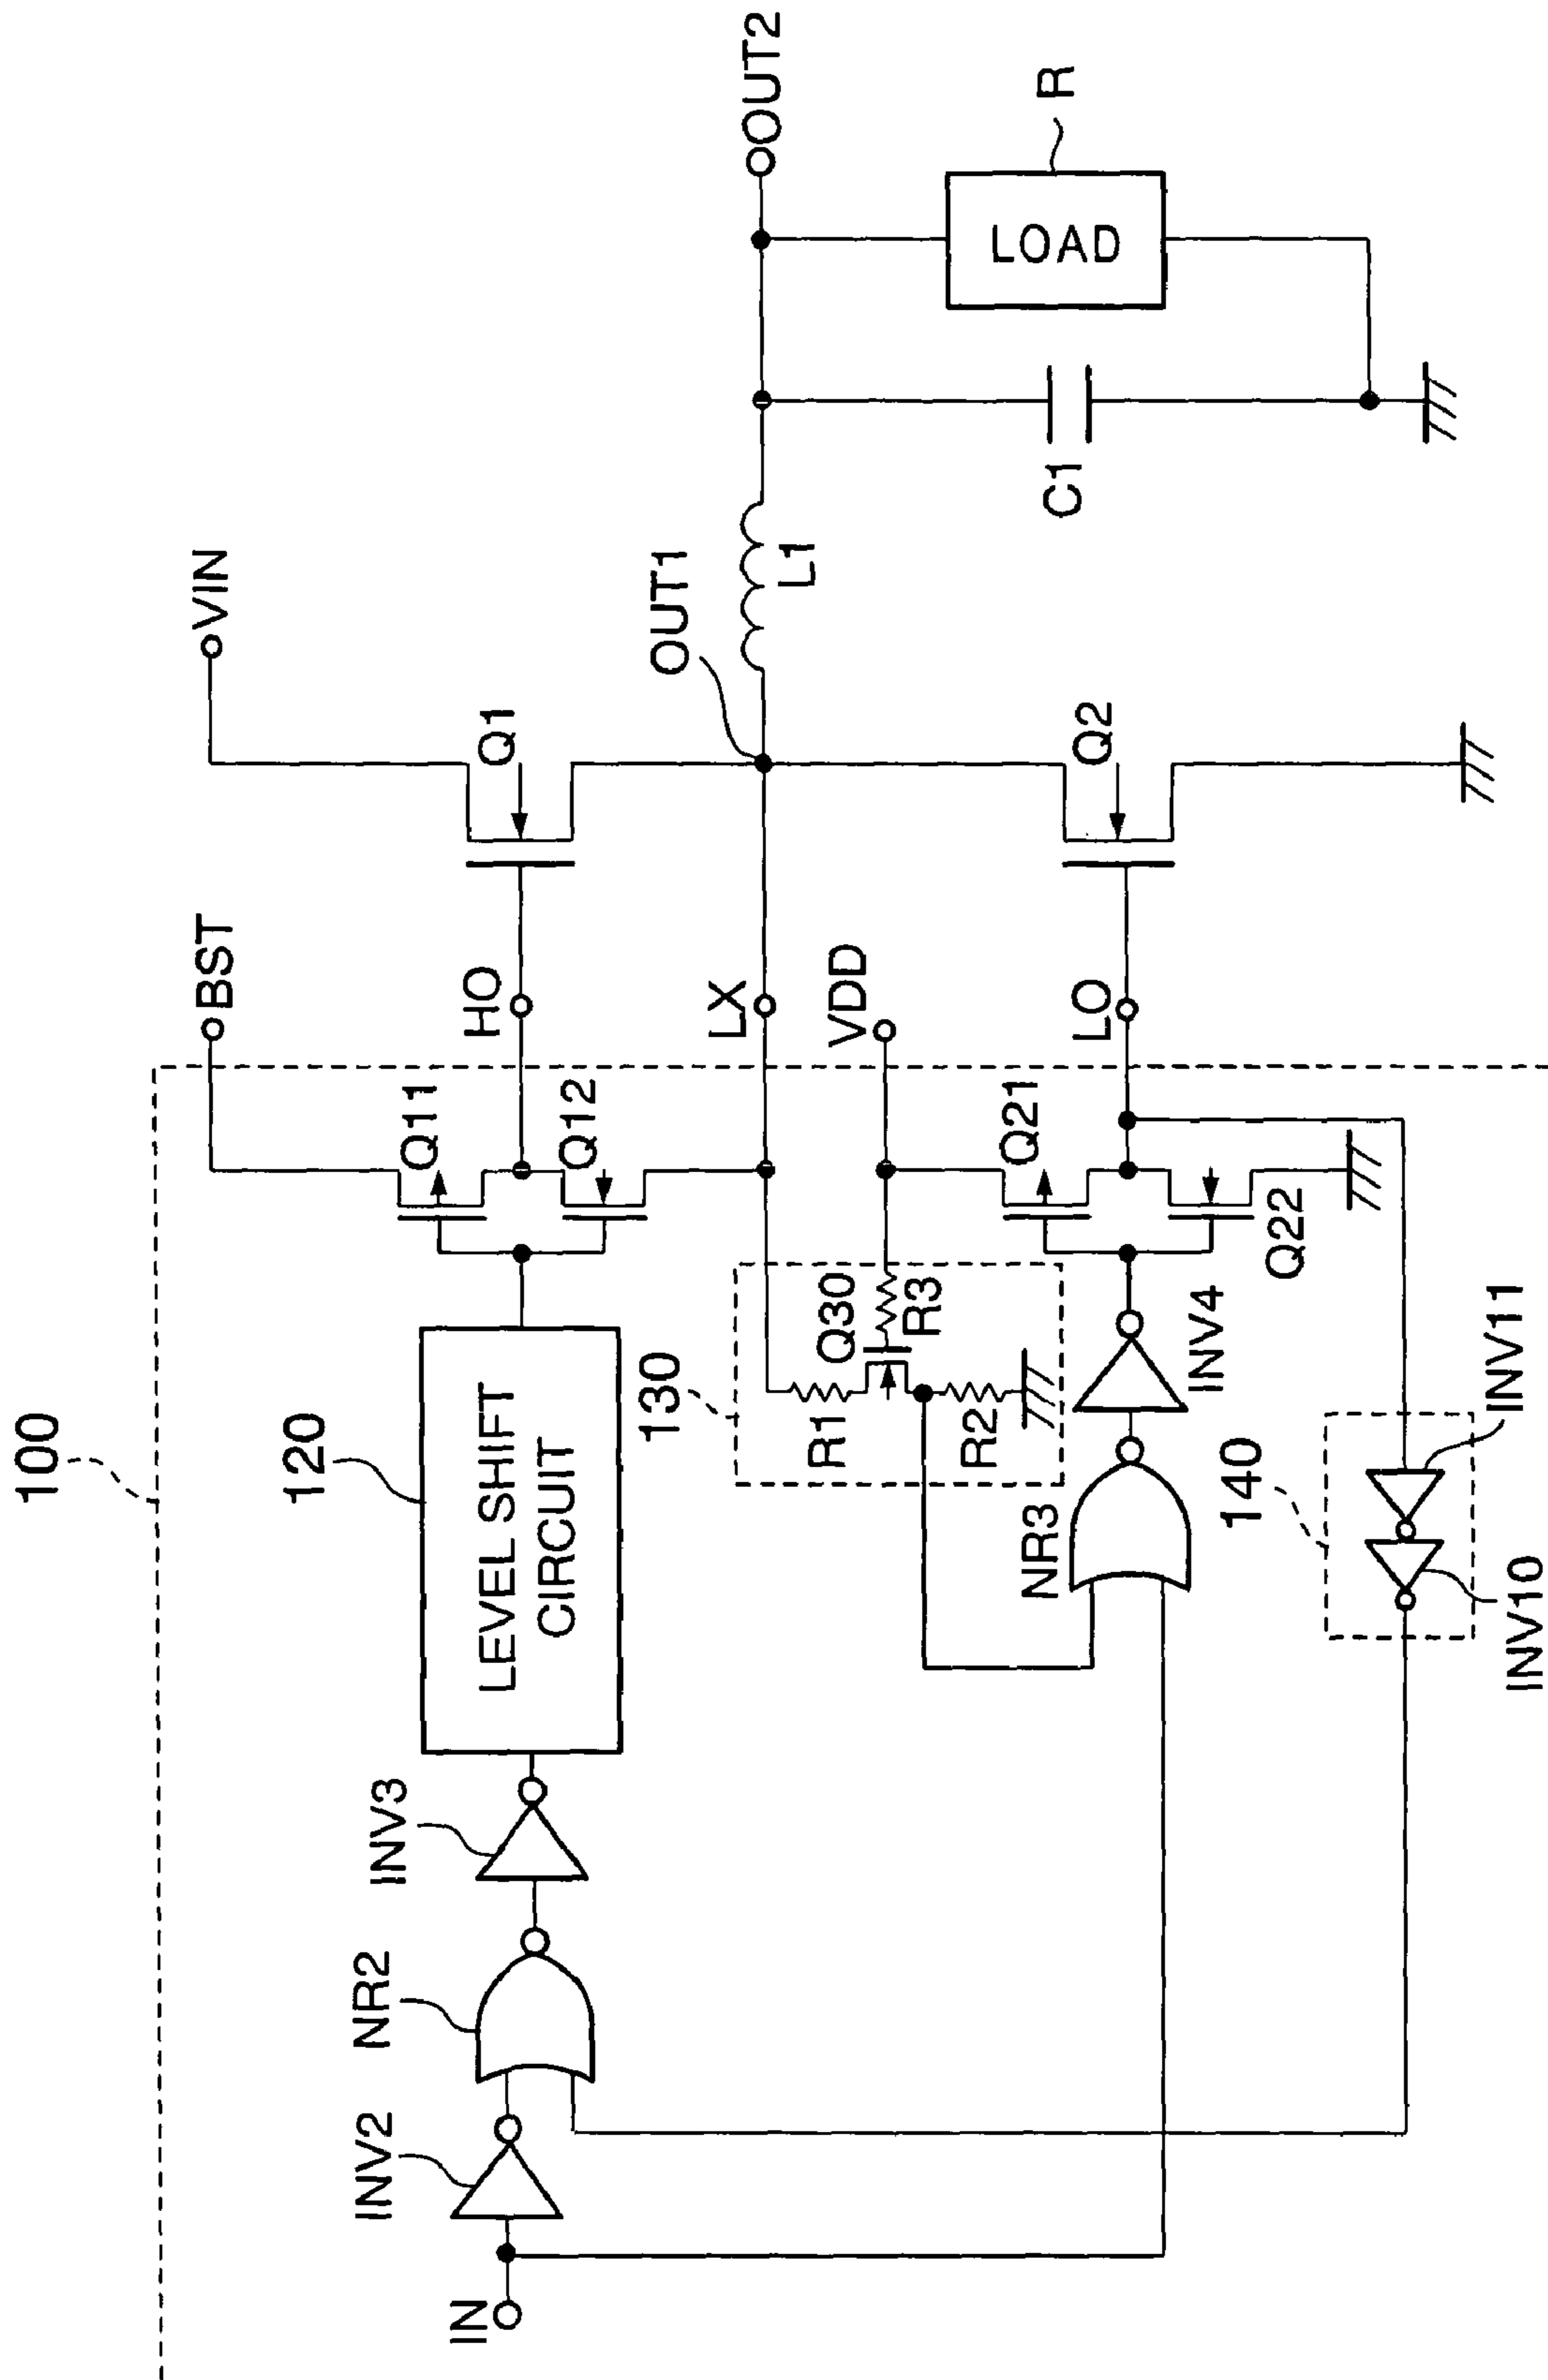 100
BST
VIN
120
LEVEL SHIFT
CIRCUIT
INV3
NR2
INV2
IN
Q11
Q12
HO
Q1
LX
OUT1
OUT2
L1
130
R1
Q30
R3
R2
VDD
Q21
Q22
LO
Q2
C1
LOAD
R
NR3
INV4
140
INV11
INV10